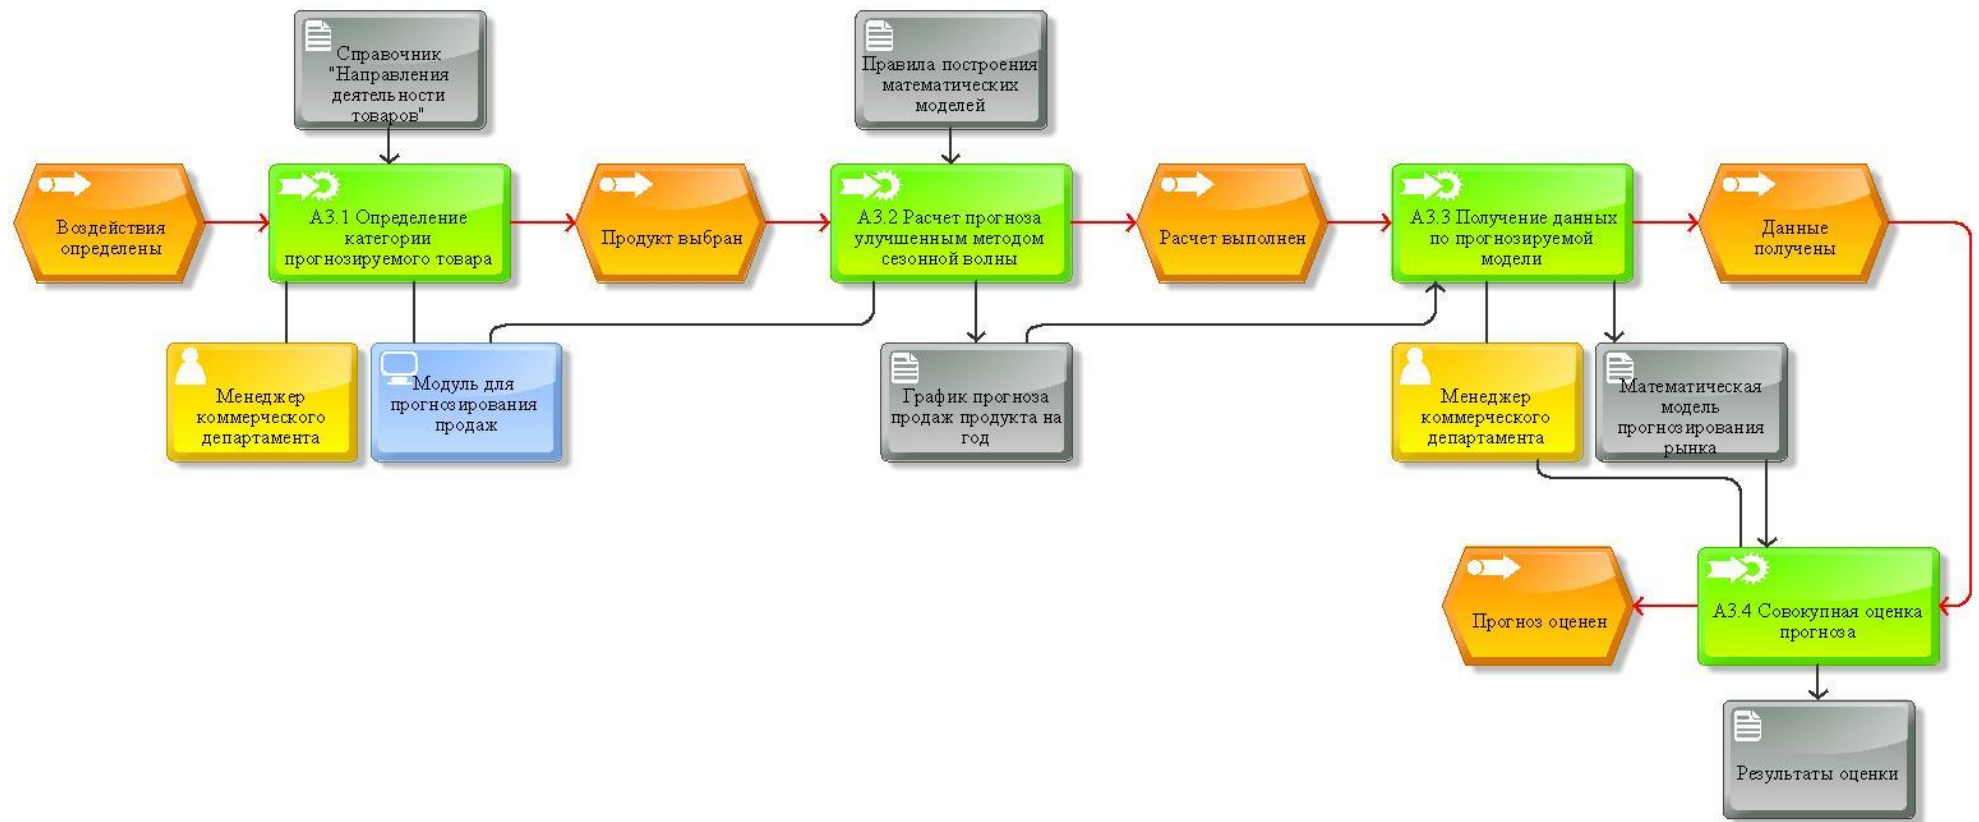 Справочник
"Направления
деятельности
товаров"
Правила построения
математических
моделей
Воздействия
определены
А3.1 Определение
категории
прогнозируемого товара
Продукт выбран
А3.2 Расчет прогноза
улучшенным методом
сезонной волны
Расчет выполнен
А3.3 Получение данных
по прогнозируемой
модели
Данные
получены
Менеджер
коммерческого
департамента
Модуль для
прогнозирования
продаж
График прогноза
продаж продукта на
год
Менеджер
коммерческого
департамента
Математическая
модель
прогнозирования
рынка
Прогноз оценен
А3.4 Совокупная оценка
прогноза
Результаты оценки